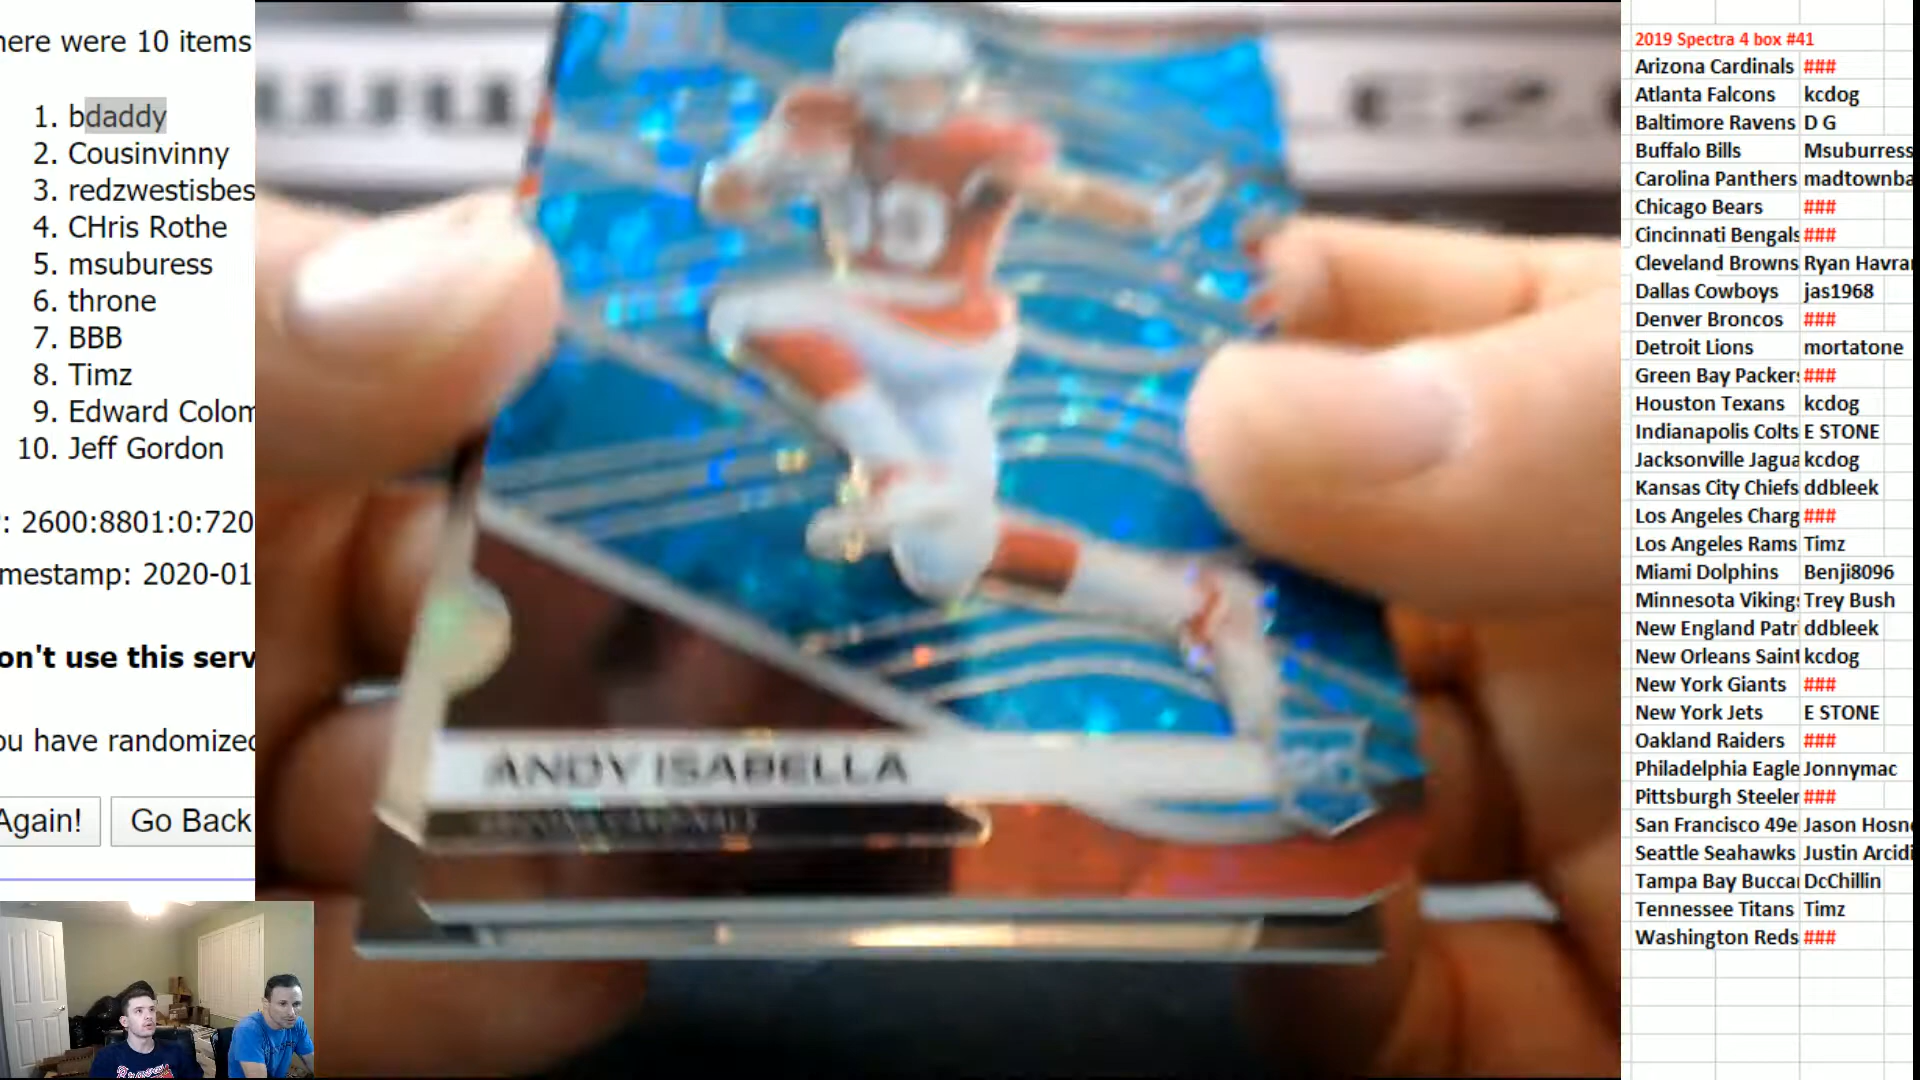 here were 10 items
1. bdaddy
2. Cousinvinny
3. redzwestisbes
4. CHris Rothe
5. msuburess
6. throne
7. BBB
8. Timz
9. Edward Colom
10. Jeff Gordon
: 2600:8801:0:720
mestamp: 2020-01
on't use this serv
ou have randomized
Again!
Go Back
ANDY ISABELLA
2019 Spectra 4 box #41
Arizona Cardinals ###
Atlanta Falcons kcdog
Baltimore Ravens D G
Buffalo Bills Msuburress
Carolina Panthers madtownba
Chicago Bears ###
Cincinnati Bengals ###
Cleveland Browns Ryan Havra
Dallas Cowboys jas1968
Denver Broncos ###
Detroit Lions mortatone
Green Bay Packers ###
Houston Texans kcdog
Indianapolis Colts E STONE
Jacksonville Jagua kcdog
Kansas City Chiefs ddbleek
Los Angeles Charg ###
Los Angeles Rams Timz
Miami Dolphins Benji8096
Minnesota Vikings Trey Bush
New England Patri ddbleek
New Orleans Saint kcdog
New York Giants ###
New York Jets E STONE
Oakland Raiders ###
Philadelphia Eagle Jonnymac
Pittsburgh Steeler ###
San Francisco 49e Jason Hosn
Seattle Seahawks Justin Arcidi
Tampa Bay Bucca DcChillin
Tennessee Titans Timz
Washington Reds ###